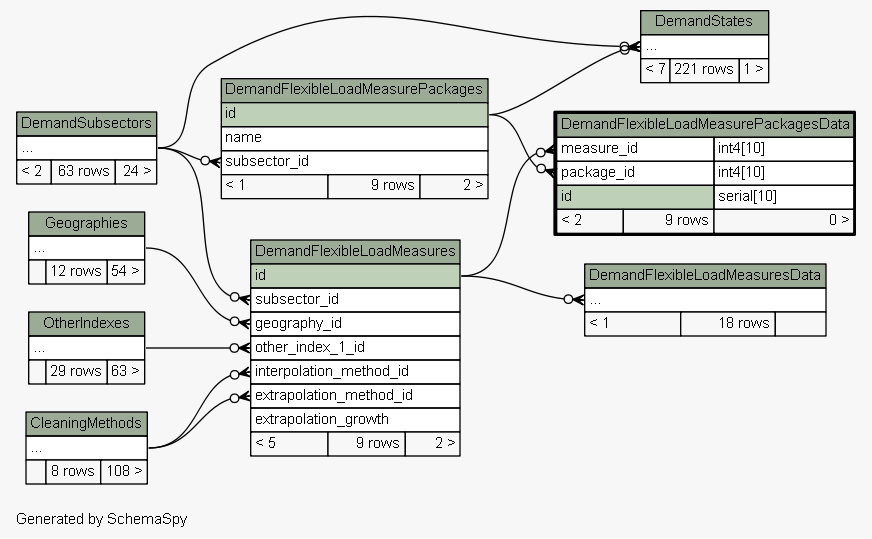 DemandStates
...
< 7 221 rows 1 >
DemandFlexibleLoadMeasurePackages
id
name
subsector_id
< 1 9 rows 2 >
DemandSubsectors
...
< 2 63 rows 24 >
DemandFlexibleLoadMeasurePackagesData
measure_id int4[10]
package_id int4[10]
id serial[10]
< 2 9 rows 0 >
Geographies
...
12 rows 54 >
DemandFlexibleLoadMeasures
id
subsector_id
geography_id
other_index_1_id
interpolation_method_id
extrapolation_method_id
extrapolation_growth
< 5 9 rows 2 >
DemandFlexibleLoadMeasuresData
...
< 1 18 rows
OtherIndexes
...
29 rows 63 >
CleaningMethods
...
8 rows 108 >
Generated by SchemaSpy